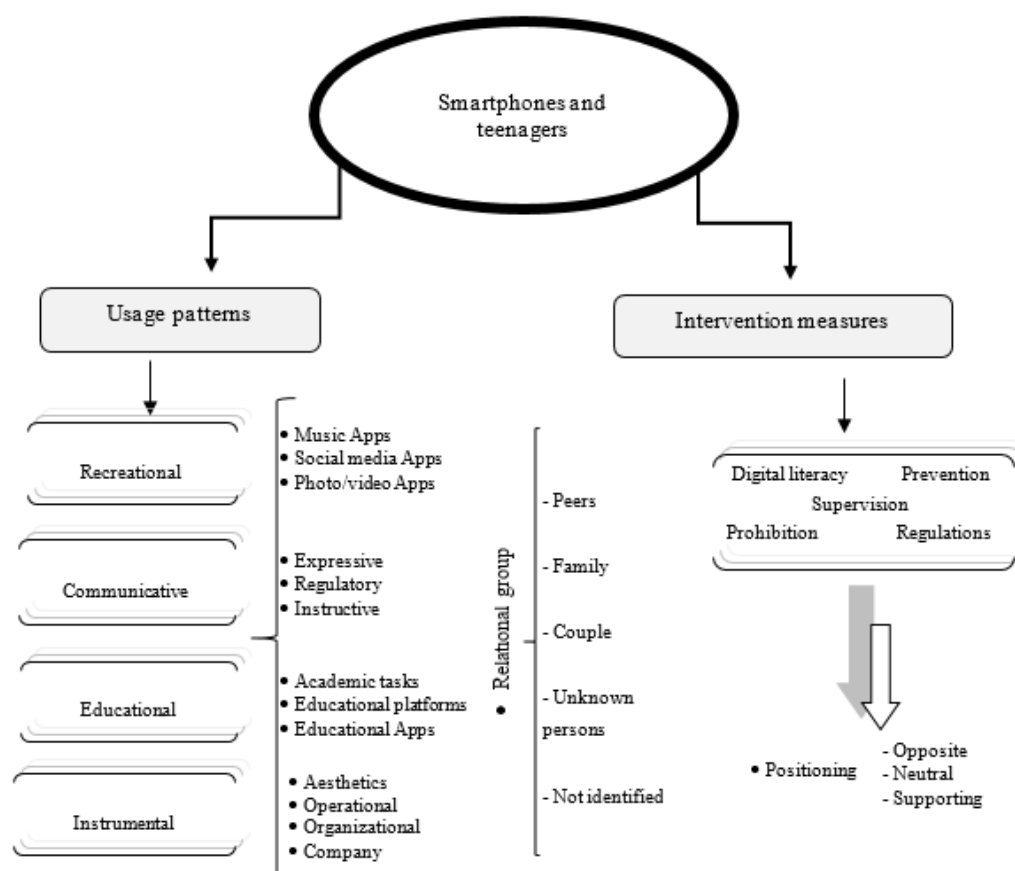 Smartphones and
teenagers
Usage patterns
Intervention measures
Recreational
• Music Apps
• Social media Apps
• Photo/video Apps
Communicative
• Expressive
• Regulatory
• Instructive
Educational
• Academic tasks
• Educational platforms
• Educational Apps
Instrumental
• Aesthetics
• Operational
• Organizational
• Company
• Relational group
- Peers
- Family
- Couple
- Unknown
persons
- Not identified
Digital literacy Prevention
Supervision
Prohibition Regulations
• Positioning
- Opposite
- Neutral
- Supporting